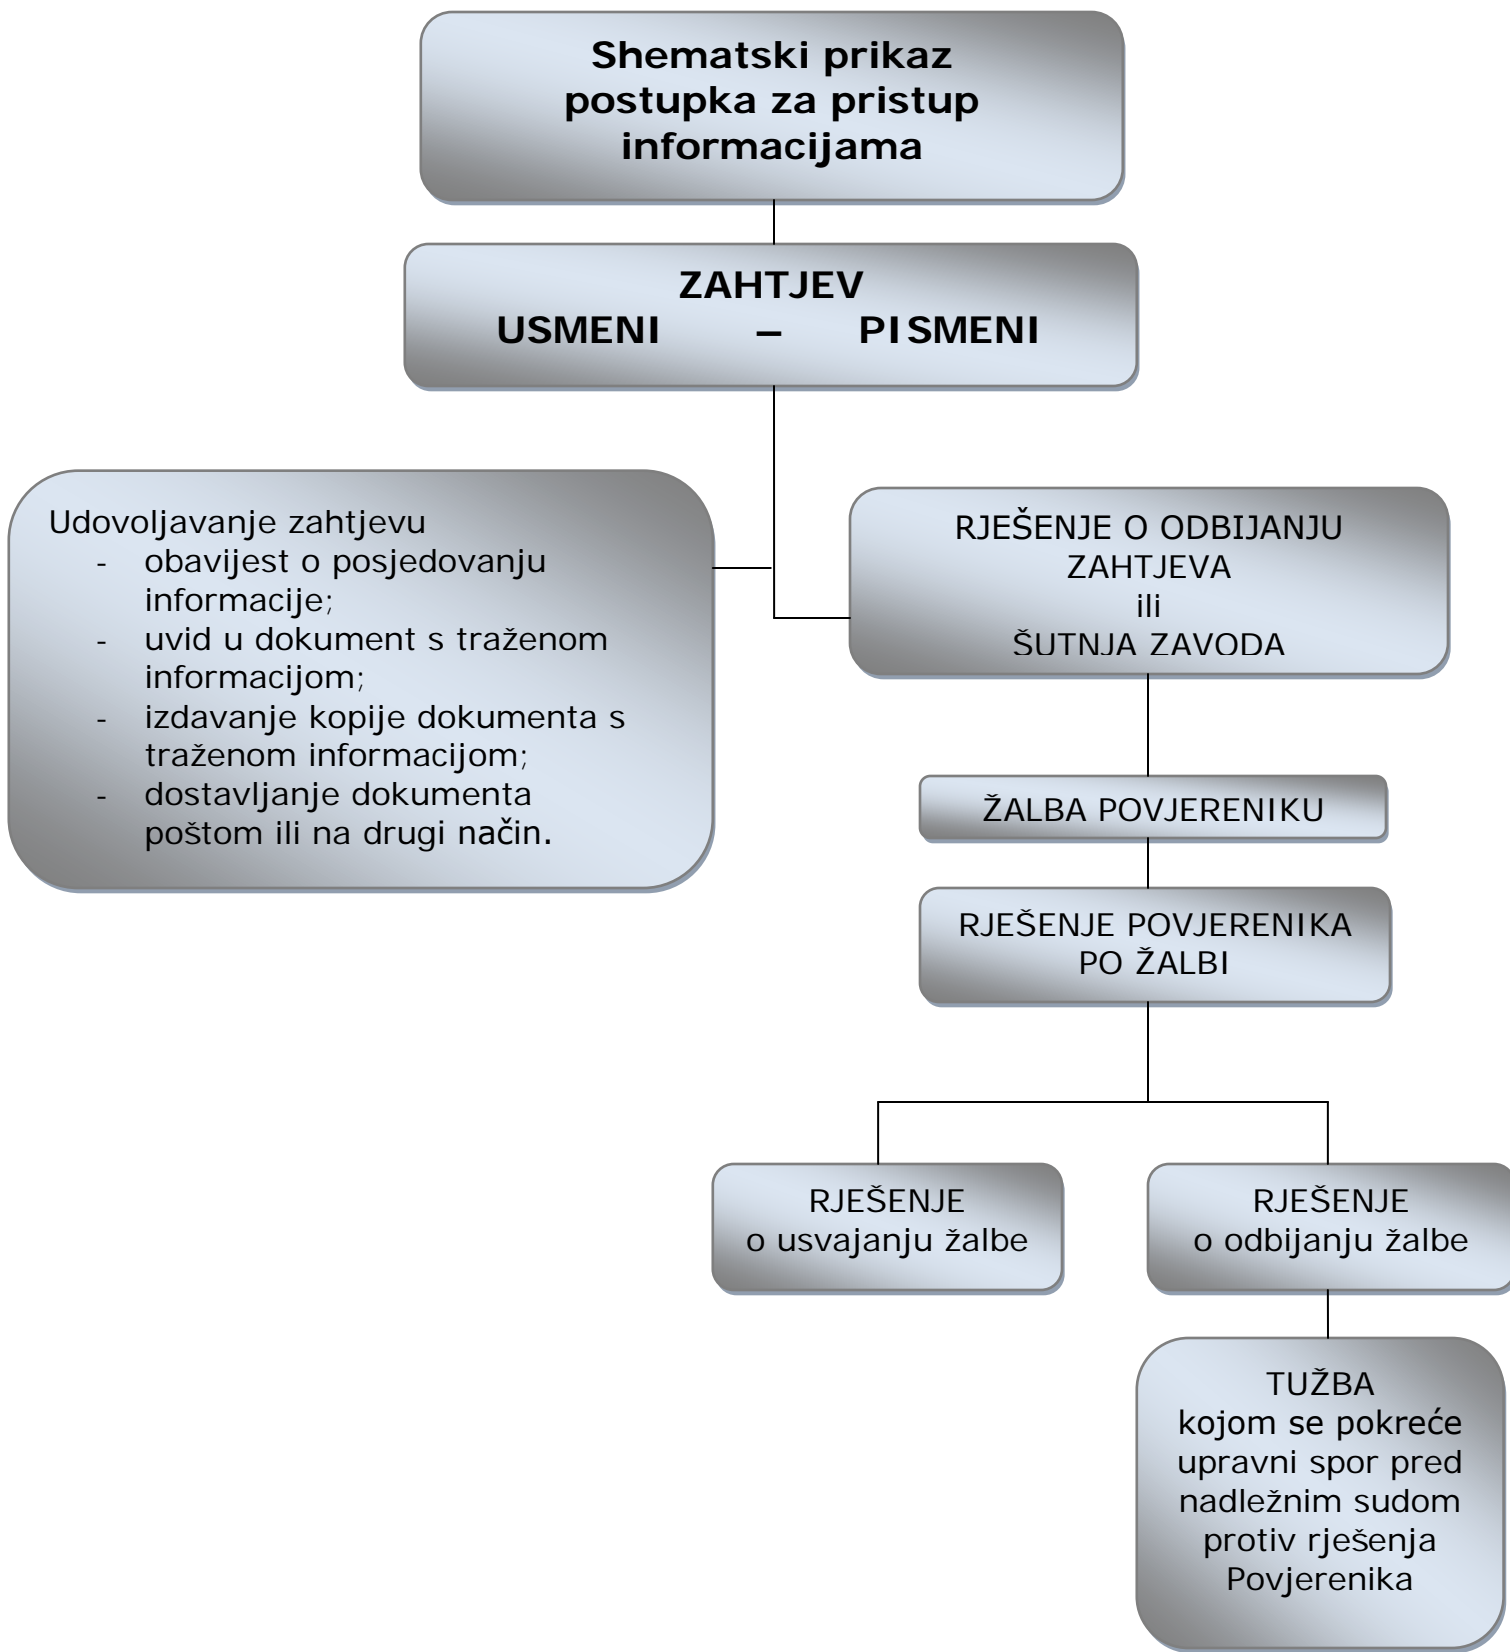 Shematski prikaz
postupka za pristup
informacijama
ZAHTJEV
USMENI – PISMENI
Udovoljavanje zahtjevu
- obavijest o posjedovanju
informacije;
- uvid u dokument s traženom
informacijom;
- izdavanje kopije dokumenta s
traženom informacijom;
- dostavljanje dokumenta
poštom ili na drugi način.
RJEŠENJE O ODBIJANJU
ZAHTJEVA
ili
ŠUTNJA ZAVODA
ŽALBA POVJERENIKU
RJEŠENJE POVJERENIKA
PO ŽALBI
RJEŠENJE
o usvajanju žalbe
RJEŠENJE
o odbijanju žalbe
TUŽBA
kojom se pokreće
upravni spor pred
nadležnim sudom
protiv rješenja
Povjerenika